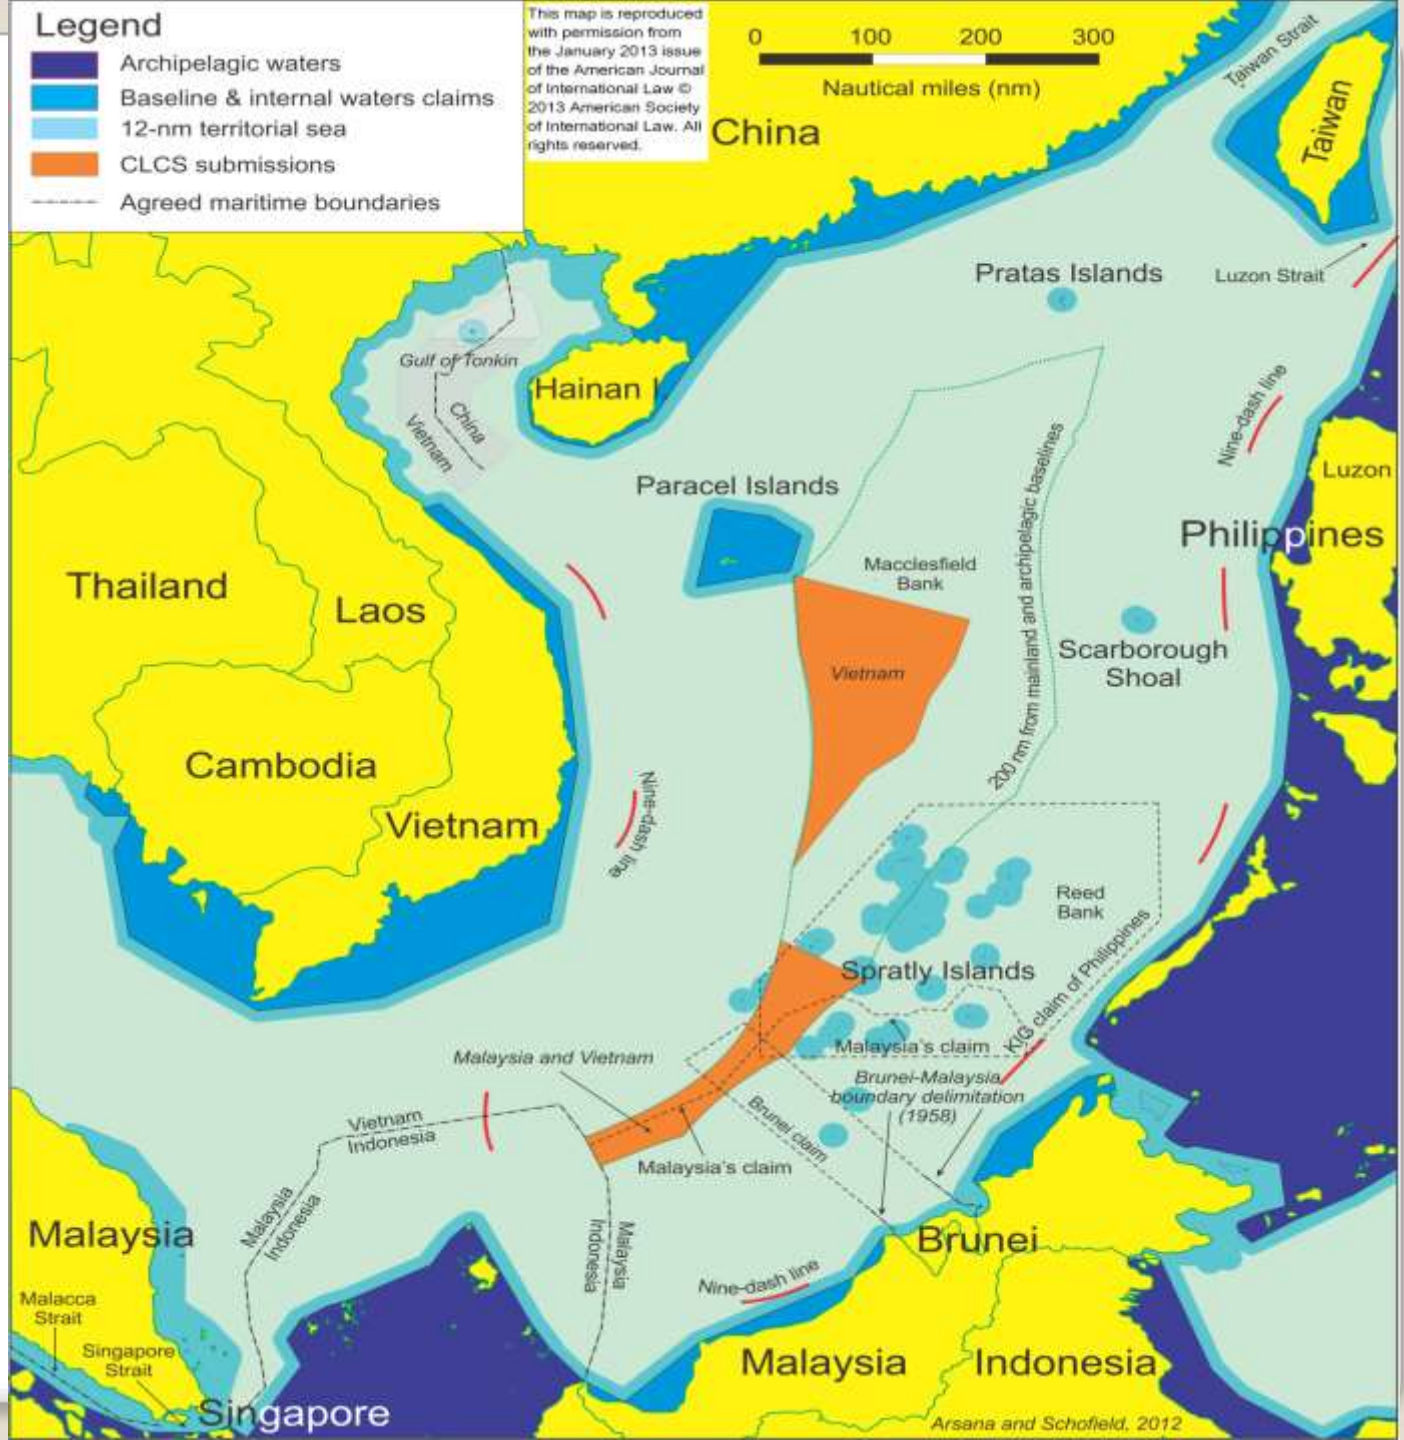 Legend
Archipelagic waters
Baseline & internal waters claims
12-nm territorial sea
CLCS submissions
Agreed maritime boundaries
This map is reproduced
with permission from
the January 2013 issue
of the American Journal
of International Law ©
2013 American Society
of International Law. All
rights reserved.
0 100 200 300
Nautical miles (nm)
China
Taiwan Strait
Taiwan
Pratas Islands
Luzon Strait
Gulf of Tonkin
Hainan I.
China
Vietnam
Nine-dash line
Luzon
Paracel Islands
Philippines
Macclesfield
Bank
200 nm from mainland and archipelagic baselines
Thailand
Laos
Scarborough
Shoal
Vietnam
Cambodia
Vietnam
Nine-dash line
Reed
Bank
Spratly Islands
KIG claim of Philippines
Malaysia's claim
Malaysia and Vietnam
Brunei-Malaysia
boundary delimitation
(1958)
Brunei claim
Vietnam
Indonesia
Malaysia's claim
Malaysia
Indonesia
Malaysia
Indonesia
Malaysia
Brunei
Nine-dash line
Malacca
Strait
Singapore
Strait
Malaysia
Indonesia
Singapore
Arsana and Schofield, 2012